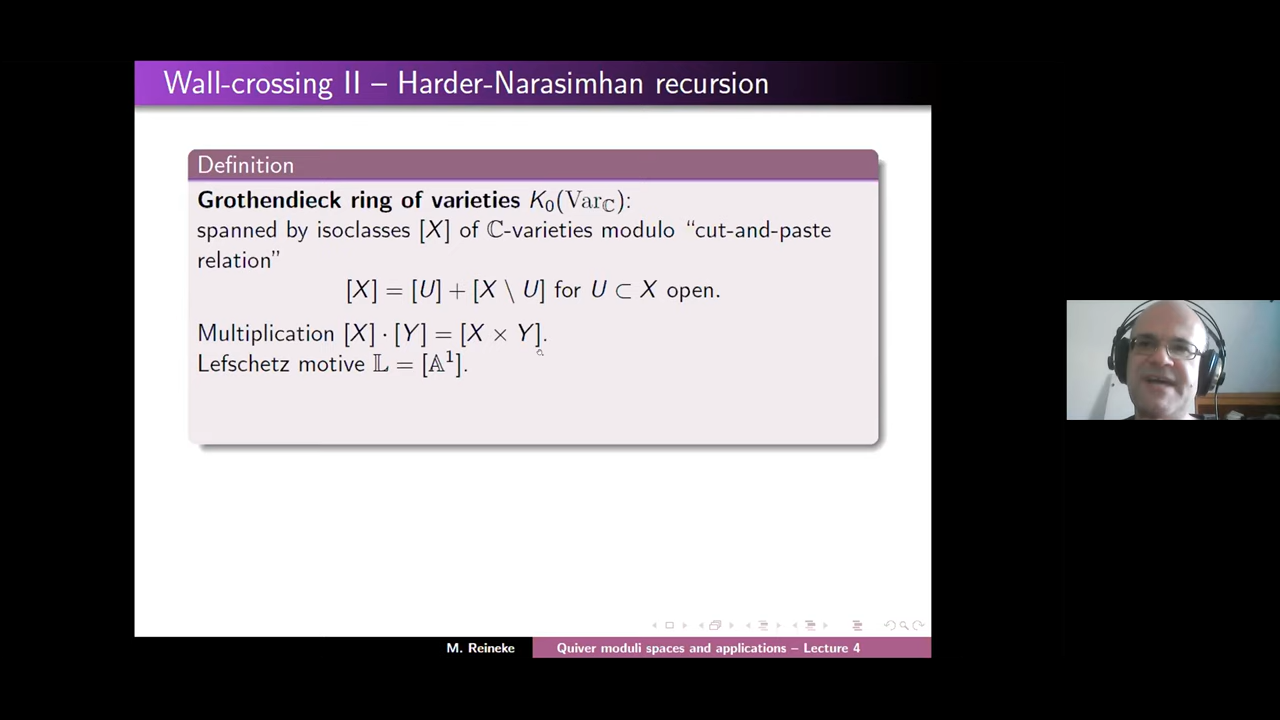 Wall-crossing II – Harder-Narasimhan recursion
Definition
Grothendieck ring of varieties K₀(Var_ℂ):
spanned by isoclasses [X] of ℂ-varieties modulo “cut-and-paste
relation”
[X] = [U] + [X \ U] for U ⊂ X open.
Multiplication [X] · [Y] = [X × Y].
Lefschetz motive 𝕃 = [𝔸¹].
M. Reineke
Quiver moduli spaces and applications – Lecture 4